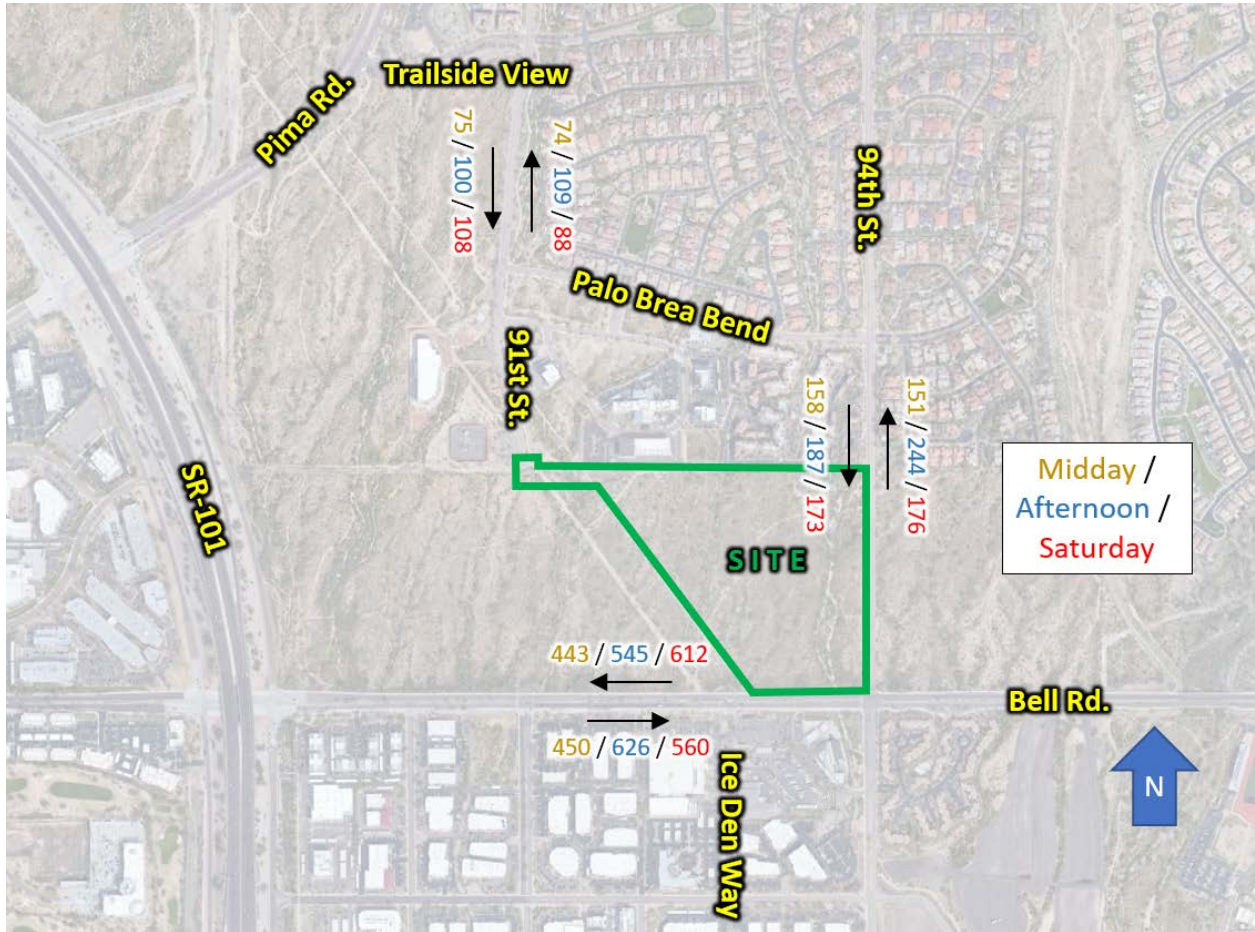 Trailside View
Pima Rd.
75 / 100 / 108
74 / 109 / 88
94th St.
Palo Brea Bend
91st St.
158 / 187 / 173
151 / 244 / 176
Midday /
Afternoon /
Saturday
SR-101
SITE
443 / 545 / 612
Bell Rd.
450 / 626 / 560
Ice Den Way
N